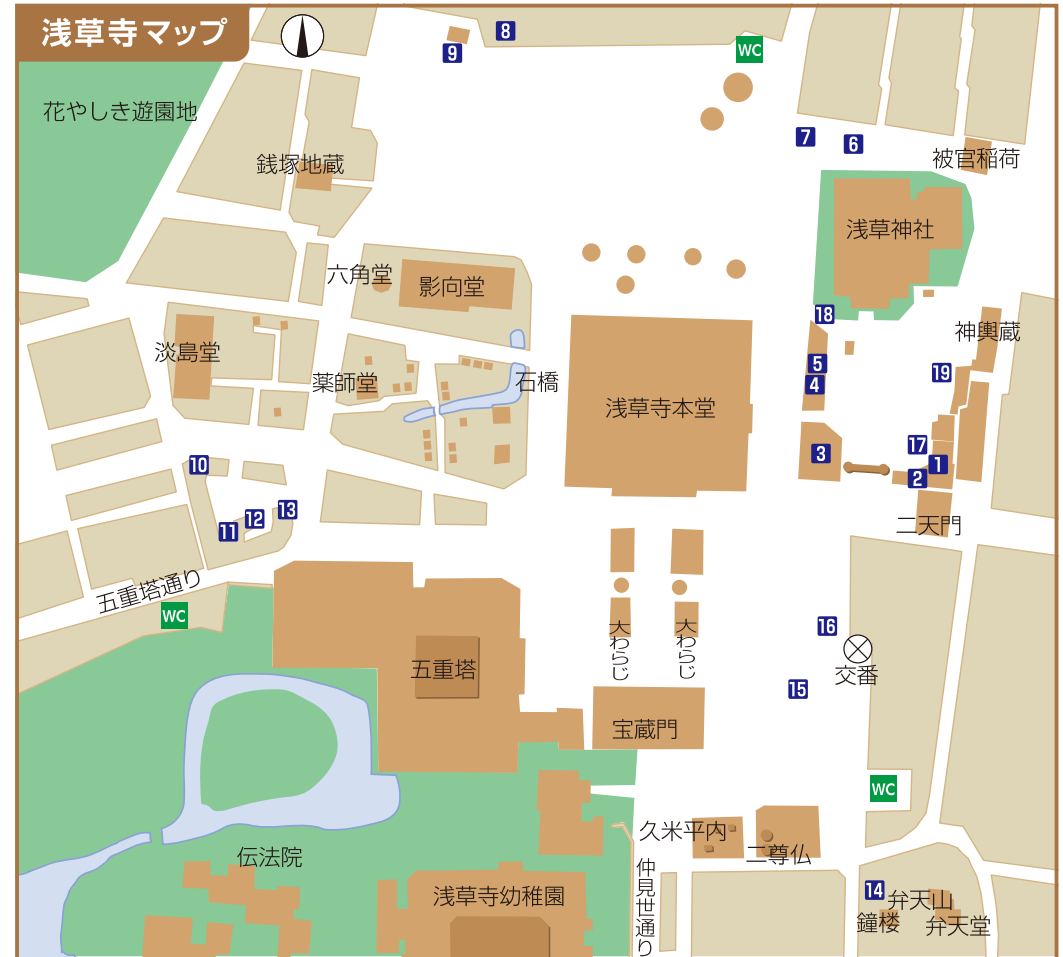 浅草寺マップ
8
9
WC
花やしき遊園地
7
6
銭塚地蔵
被官稲荷
浅草神社
六角堂
影向堂
18
神輿蔵
淡島堂
薬師堂
石橋
5
19
4
浅草寺本堂
3
17
1
2
10
13
12
11
二天門
五重塔通り
WC
大わらじ
大わらじ
16
交番
五重塔
15
宝蔵門
WC
久米平内
二尊仏
伝法院
仲見世通り
浅草寺幼稚園
14
弁天山
鐘楼
弁天堂